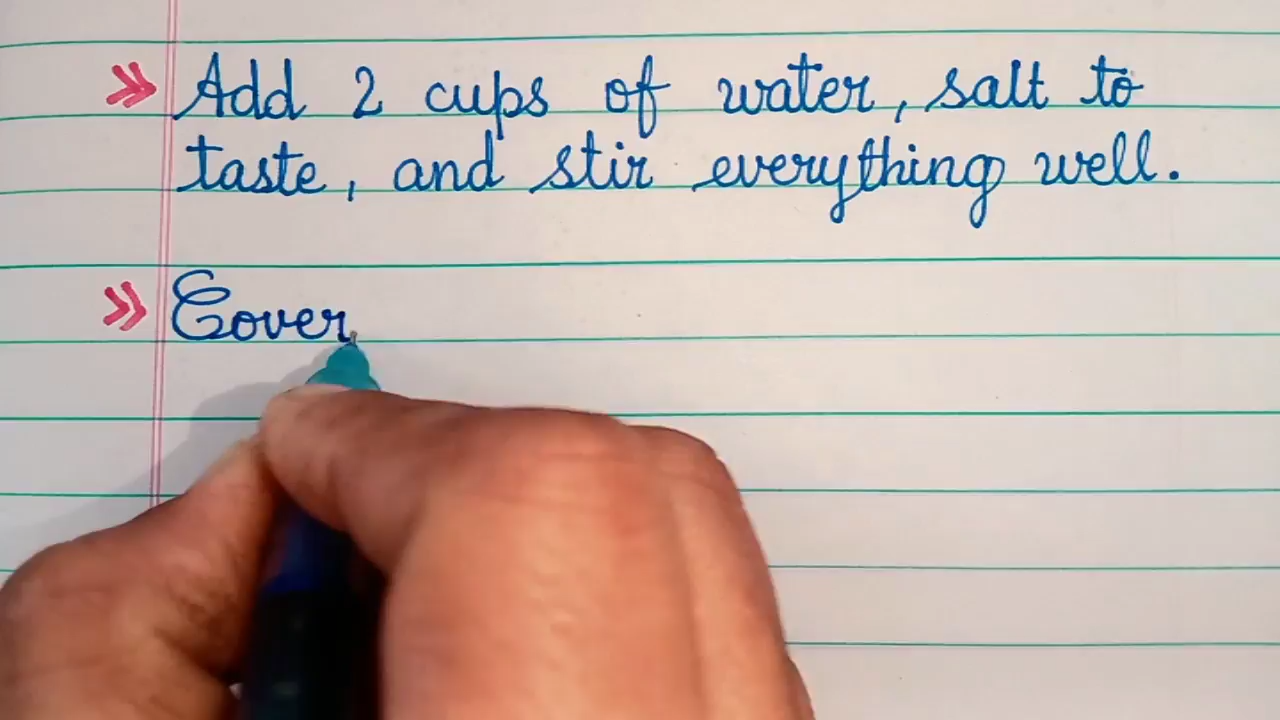 » Add 2 cups of water, salt to
taste, and stir everything well.
» Cover